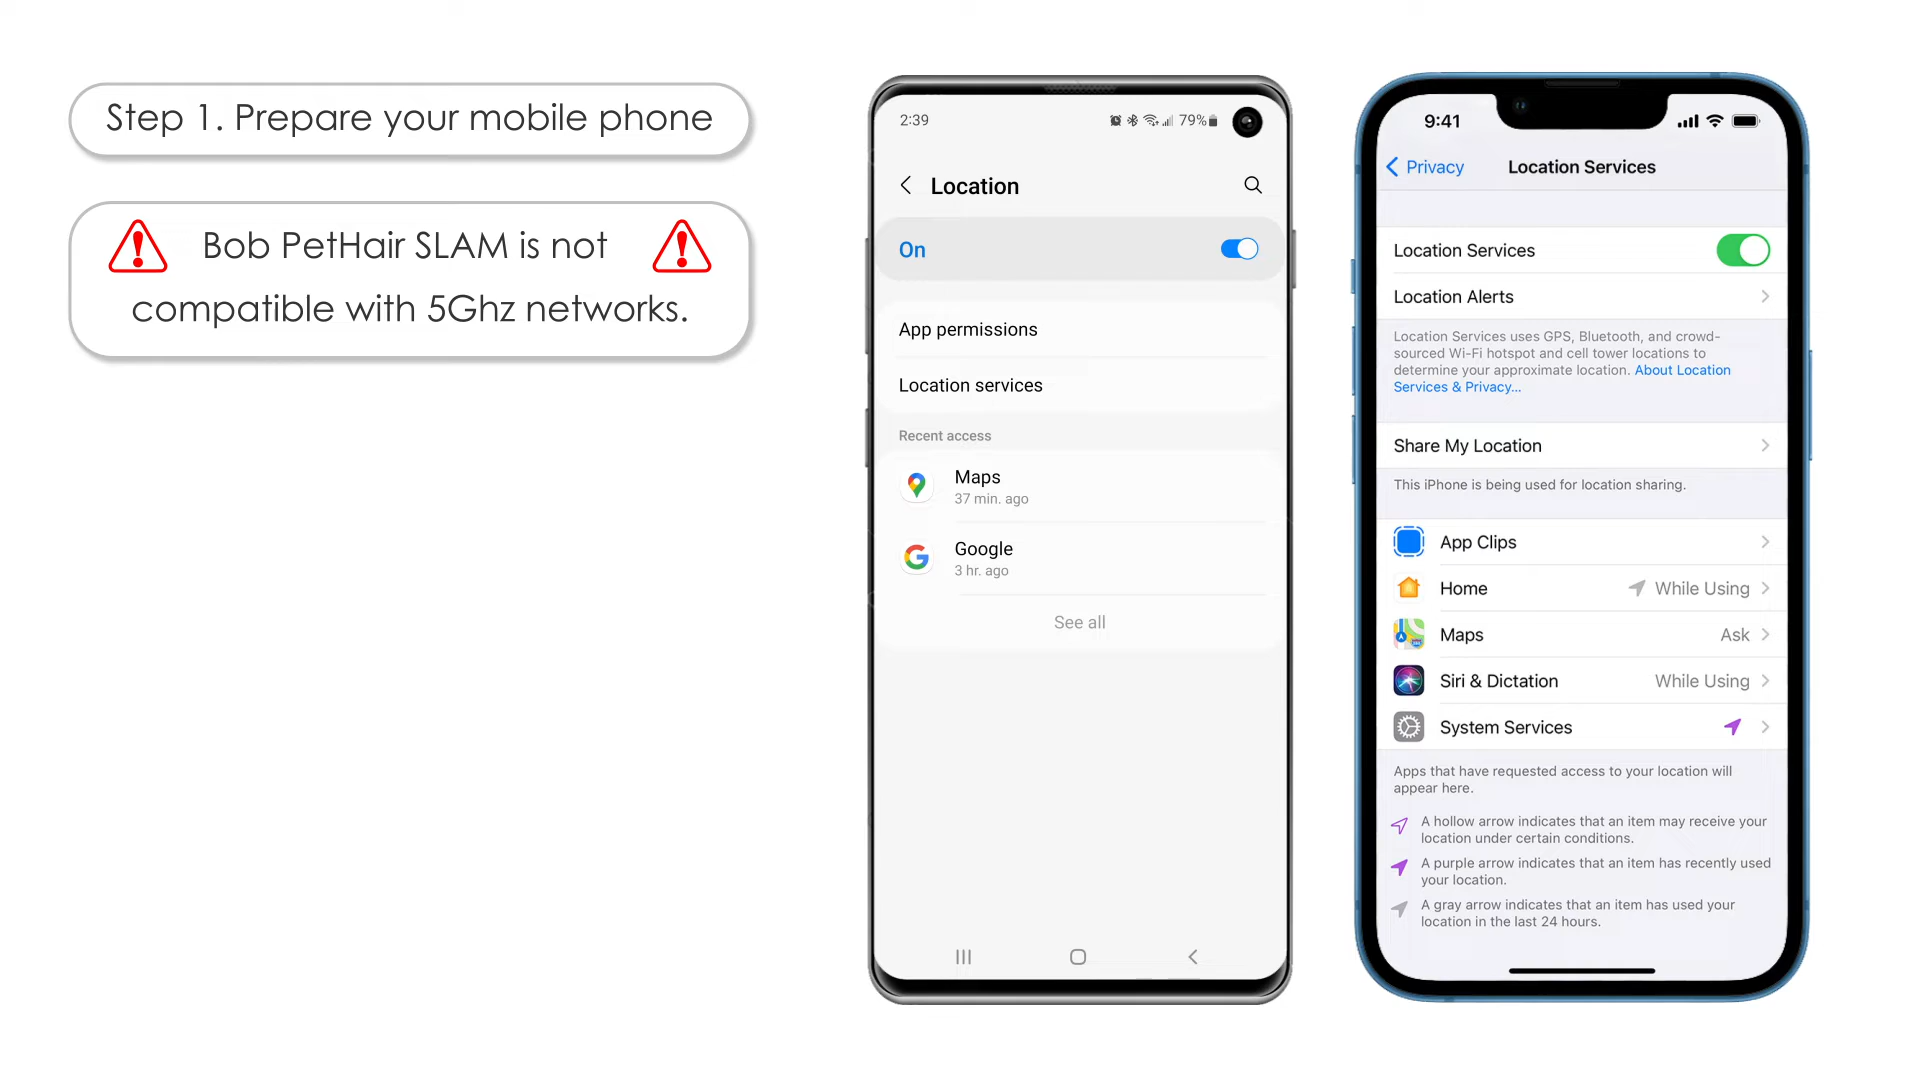 Step 1. Prepare your mobile phone
Bob PetHair SLAM is not
compatible with 5Ghz networks.
2:39
79%
Location
On
App permissions
Location services
Recent access
Maps
37 min. ago
Google
3 hr. ago
See all
9:41
Privacy
Location Services
Location Services
Location Alerts
Location Services uses GPS, Bluetooth, and crowd-
sourced Wi-Fi hotspot and cell tower locations to
determine your approximate location. About Location
Services & Privacy...
Share My Location
This iPhone is being used for location sharing.
App Clips
Home While Using
Maps Ask
Siri & Dictation While Using
System Services
Apps that have requested access to your location will
appear here.
A hollow arrow indicates that an item may receive your
location under certain conditions.
A purple arrow indicates that an item has recently used
your location.
A gray arrow indicates that an item has used your
location in the last 24 hours.